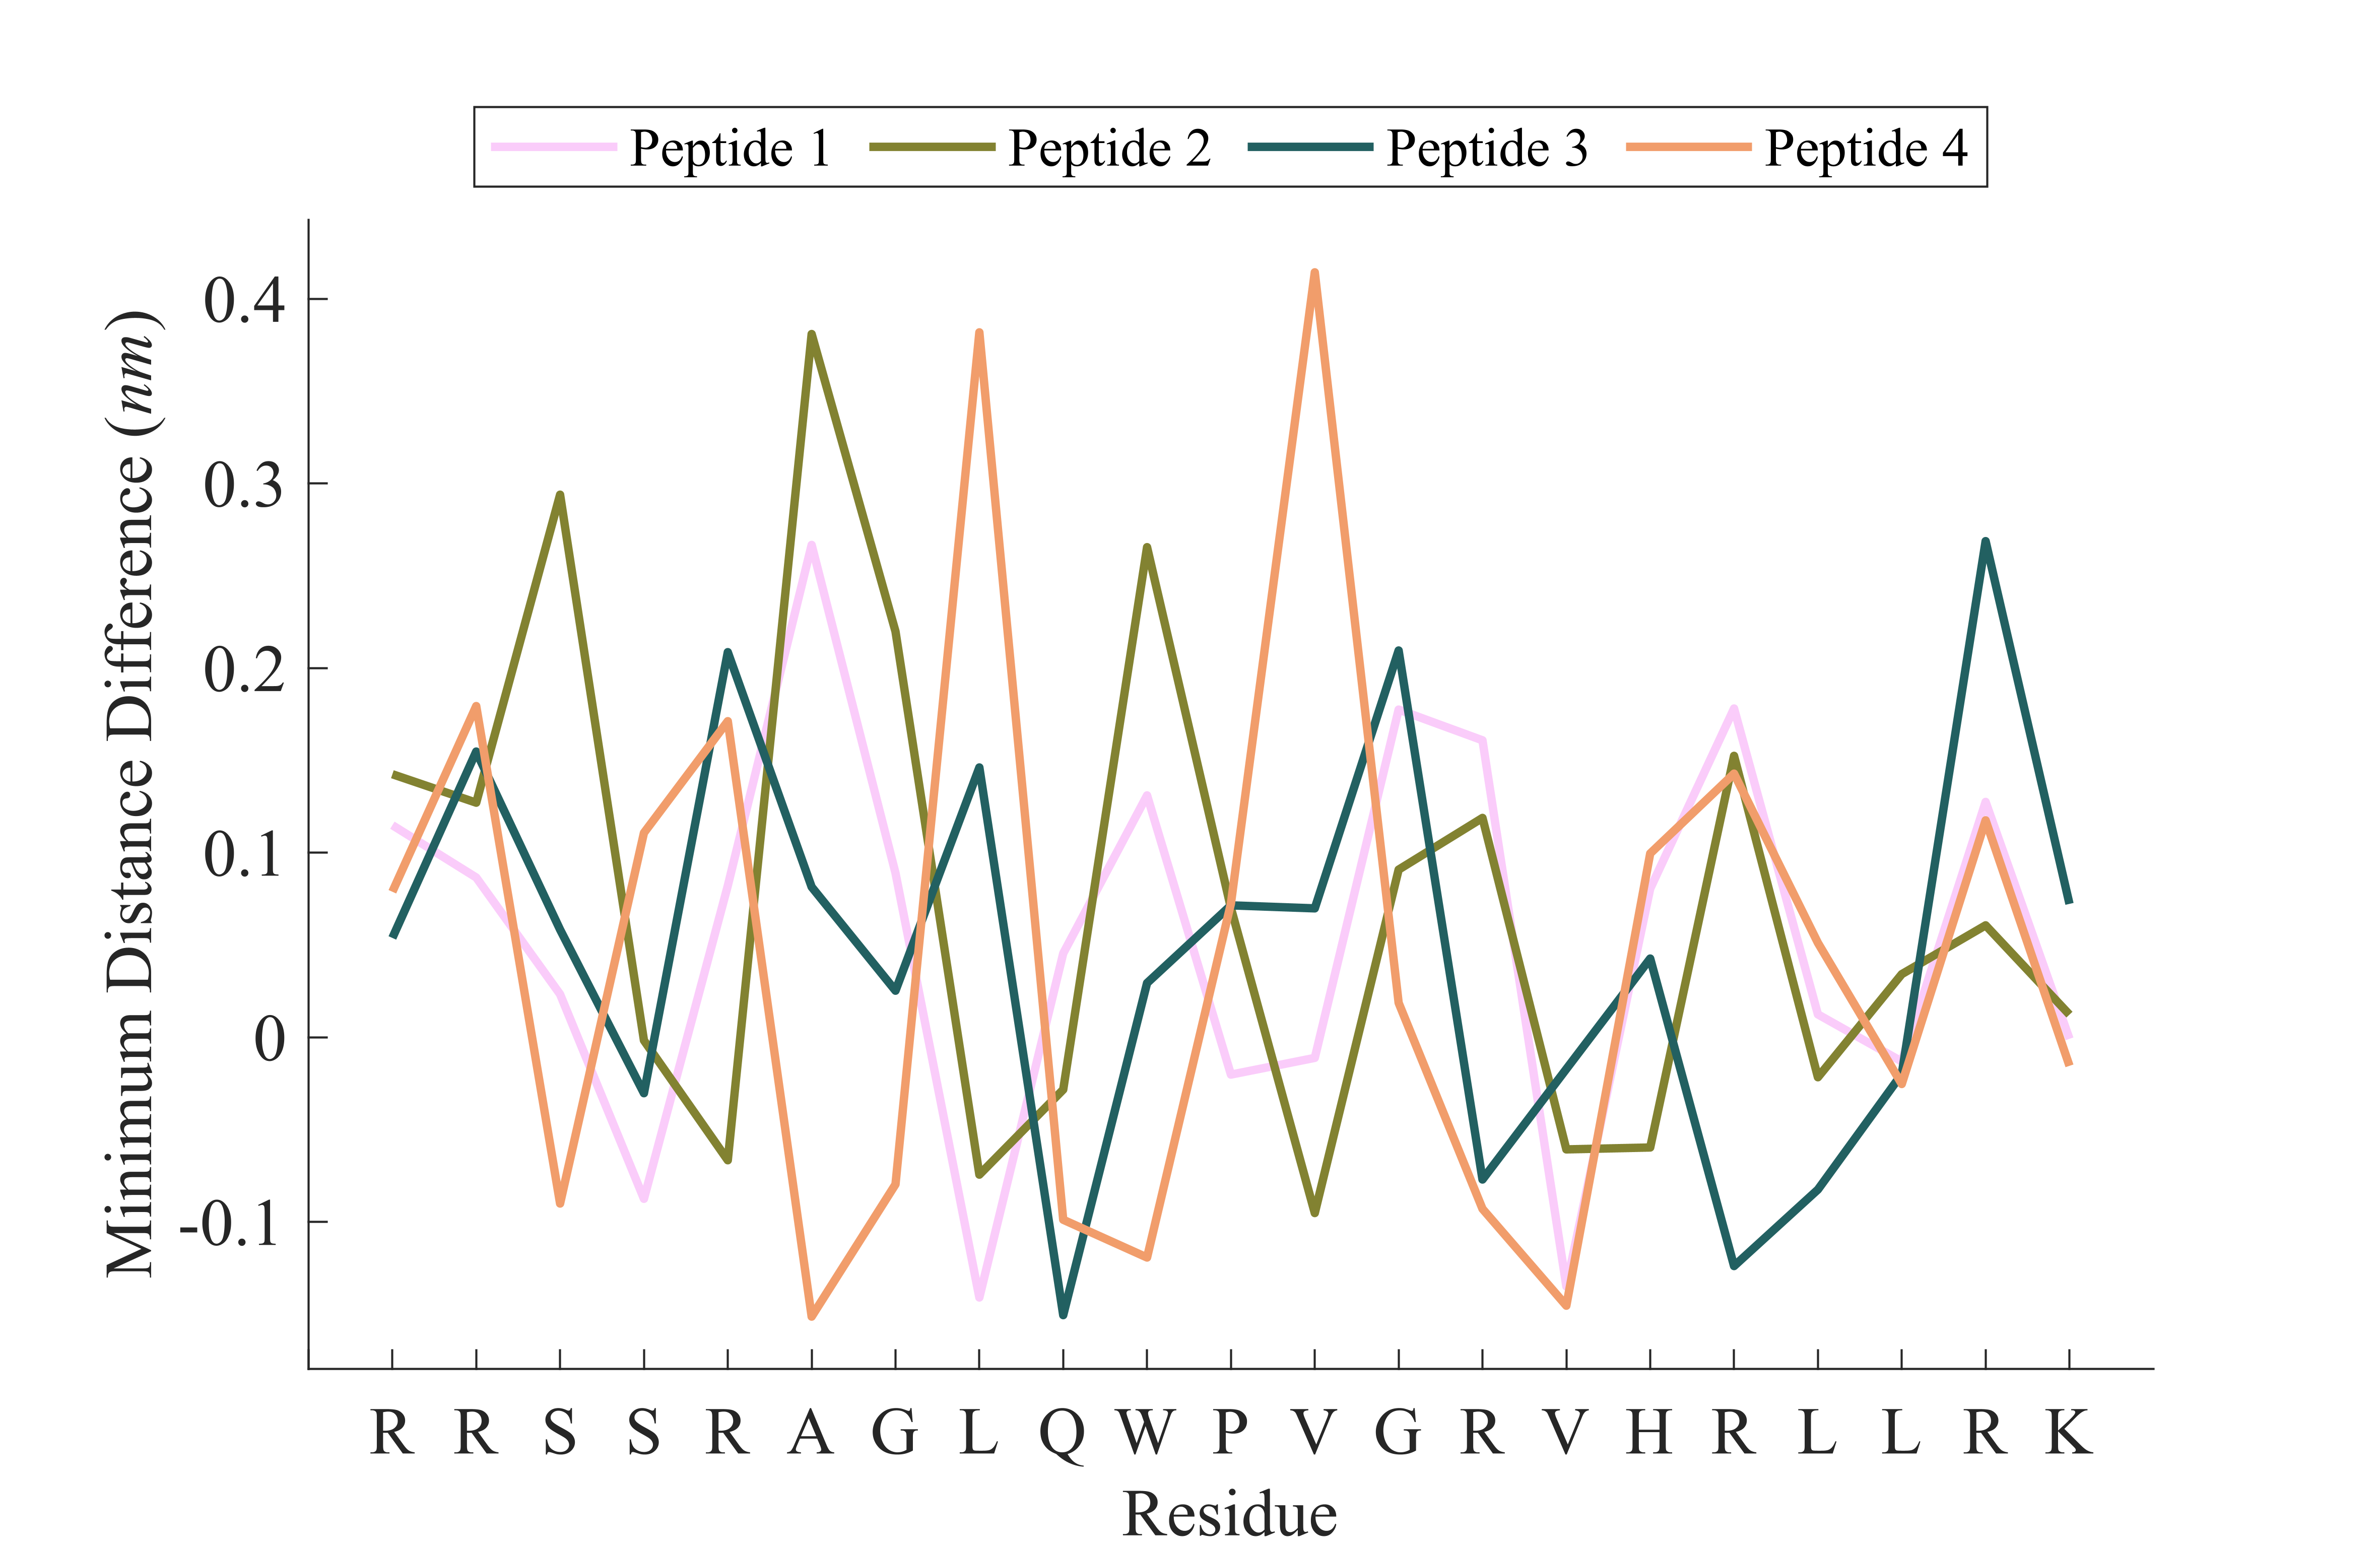 Peptide 1 Peptide 2 Peptide 3 Peptide 4
Minimum Distance Difference (nm)
0.4
0.3
0.2
0.1
0
-0.1
R R S S R A G L Q W P V G R V H R L L R K
Residue